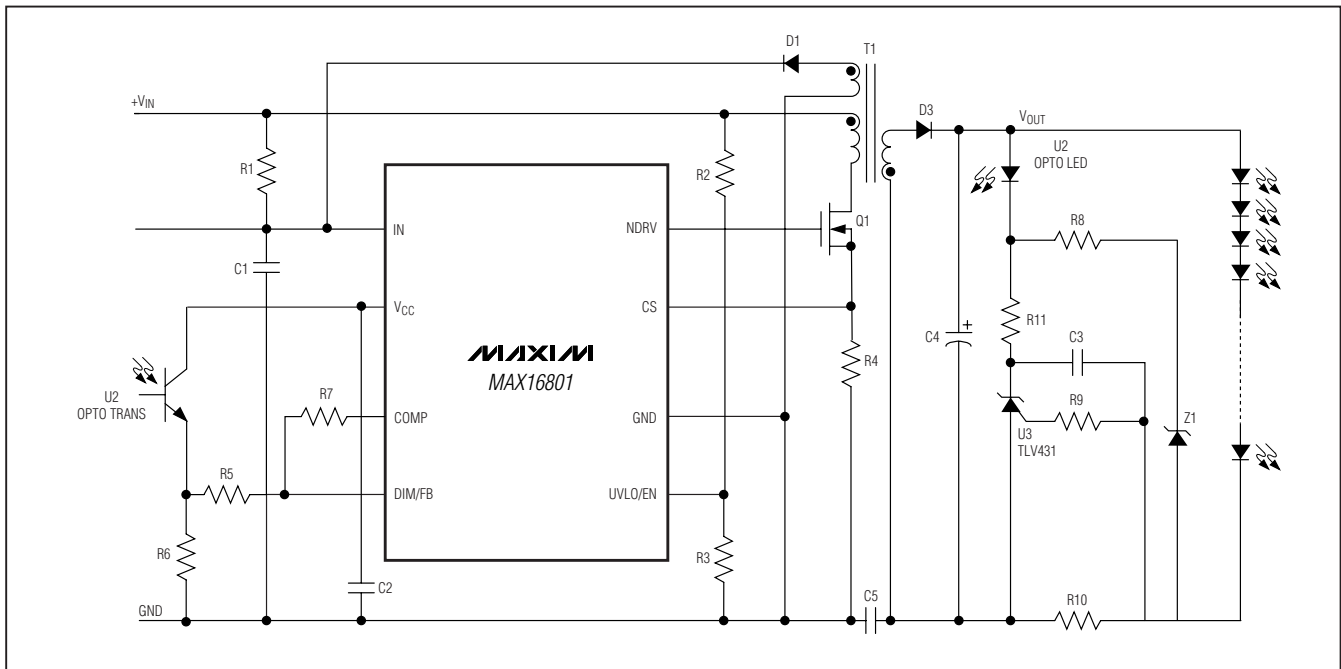 D1
T1
+VIN
D3
VOUT
U2
OPTO LED
R1
R2
R8
IN
NDRV
Q1
C1
VCC
CS
R11
C4
+
C3
MAXIM
MAX16801
R4
U2
OPTO TRANS
R7
COMP
GND
R9
U3
TLV431
Z1
R5
DIM/FB
UVLO/EN
R6
R3
C2
C5
R10
GND